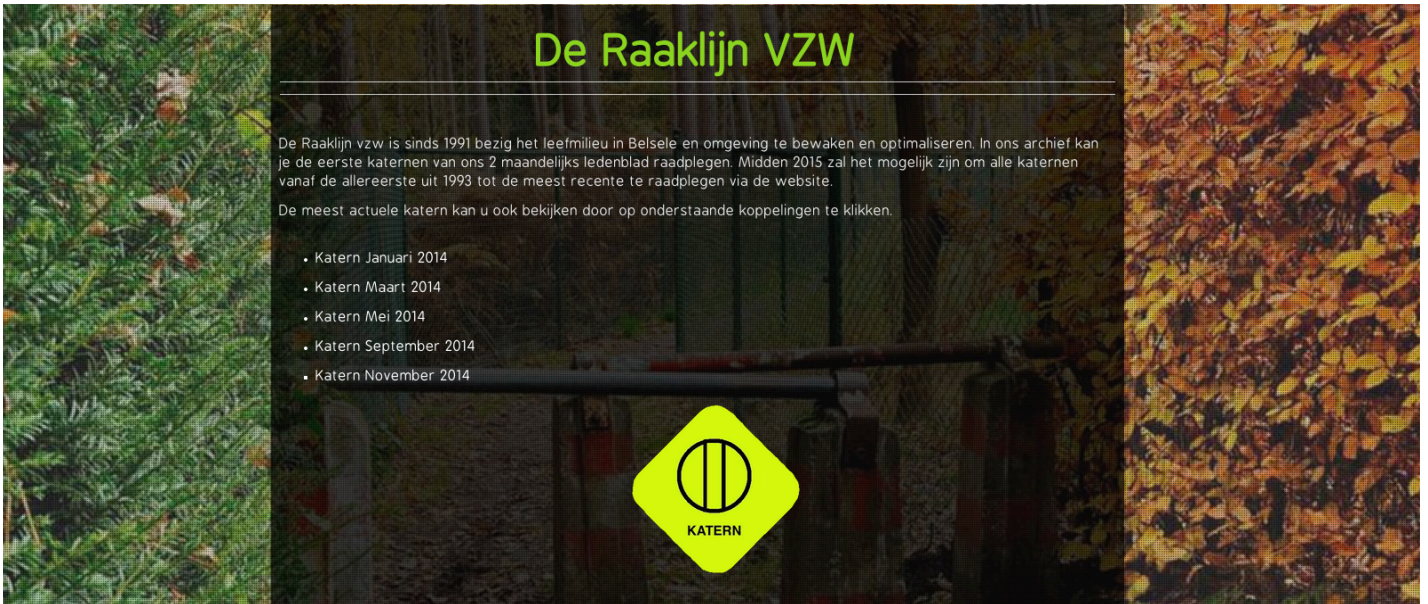 De Raaklijn VZW
De Raaklijn vzw is sinds 1991 bezig het leefmilieu in Belsele en omgeving te bewaken en optimaliseren. In ons archief kan
je de eerste katernen van ons 2 maandelijks ledenblad raadplegen. Midden 2015 zal het mogelijk zijn om alle katernen
vanaf de allereerste uit 1993 tot de meest recente te raadplegen via de website.
De meest actuele katern kan u ook bekijken door op onderstaande koppelingen te klikken.
• Katern Januari 2014
• Katern Maart 2014
• Katern Mei 2014
• Katern September 2014
▪ Katern November 2014
KATERN